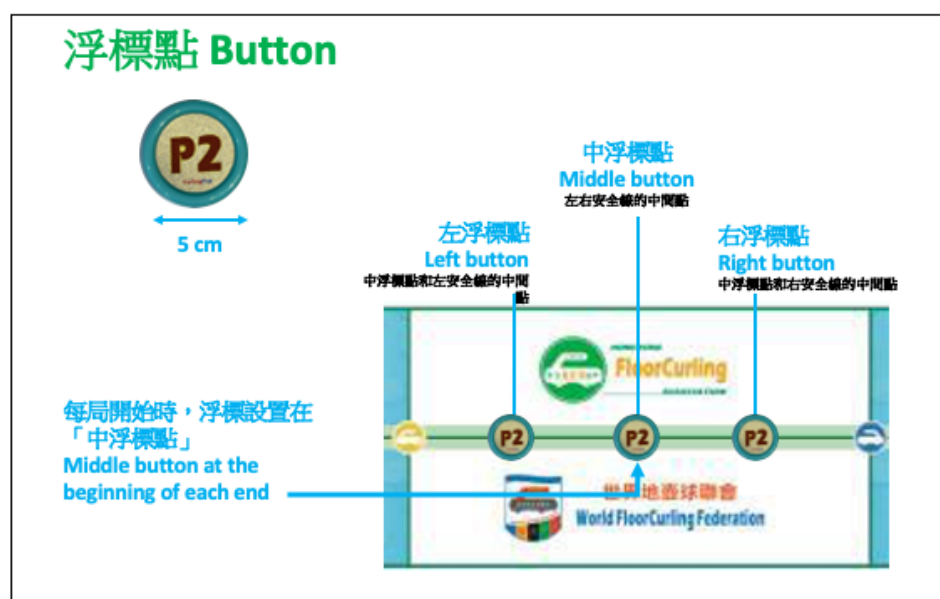 浮標點 Button
P2
5 cm
中浮標點
Middle button
左右安全線的中間點
左浮標點
Left button
中浮標點和左安全線的中間
點
右浮標點
Right button
中浮標點和右安全線的中間點
FloorCurling
每局開始時，浮標設置在
「中浮標點」
Middle button at the
beginning of each end
P2
P2
P2
世界地壺球聯會
World FloorCurling Federation